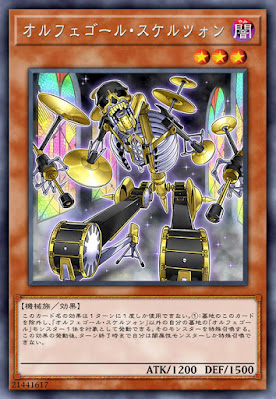 オルフェゴール・スケルツォン
闇
【機械族／効果】
このカード名の効果は1ターンに1度しか使用できない。①：墓地のこのカード
を除外し、「オルフェゴール・スケルツォン」以外の自分の墓地の「オルフェゴ
ール」モンスター1体を対象として発動できる。そのモンスターを特殊召喚する。
この効果の発動後、ターン終了時まで自分は闇属性モンスターしか特殊召喚で
きない。
ATK/1200 DEF/1500
21441617